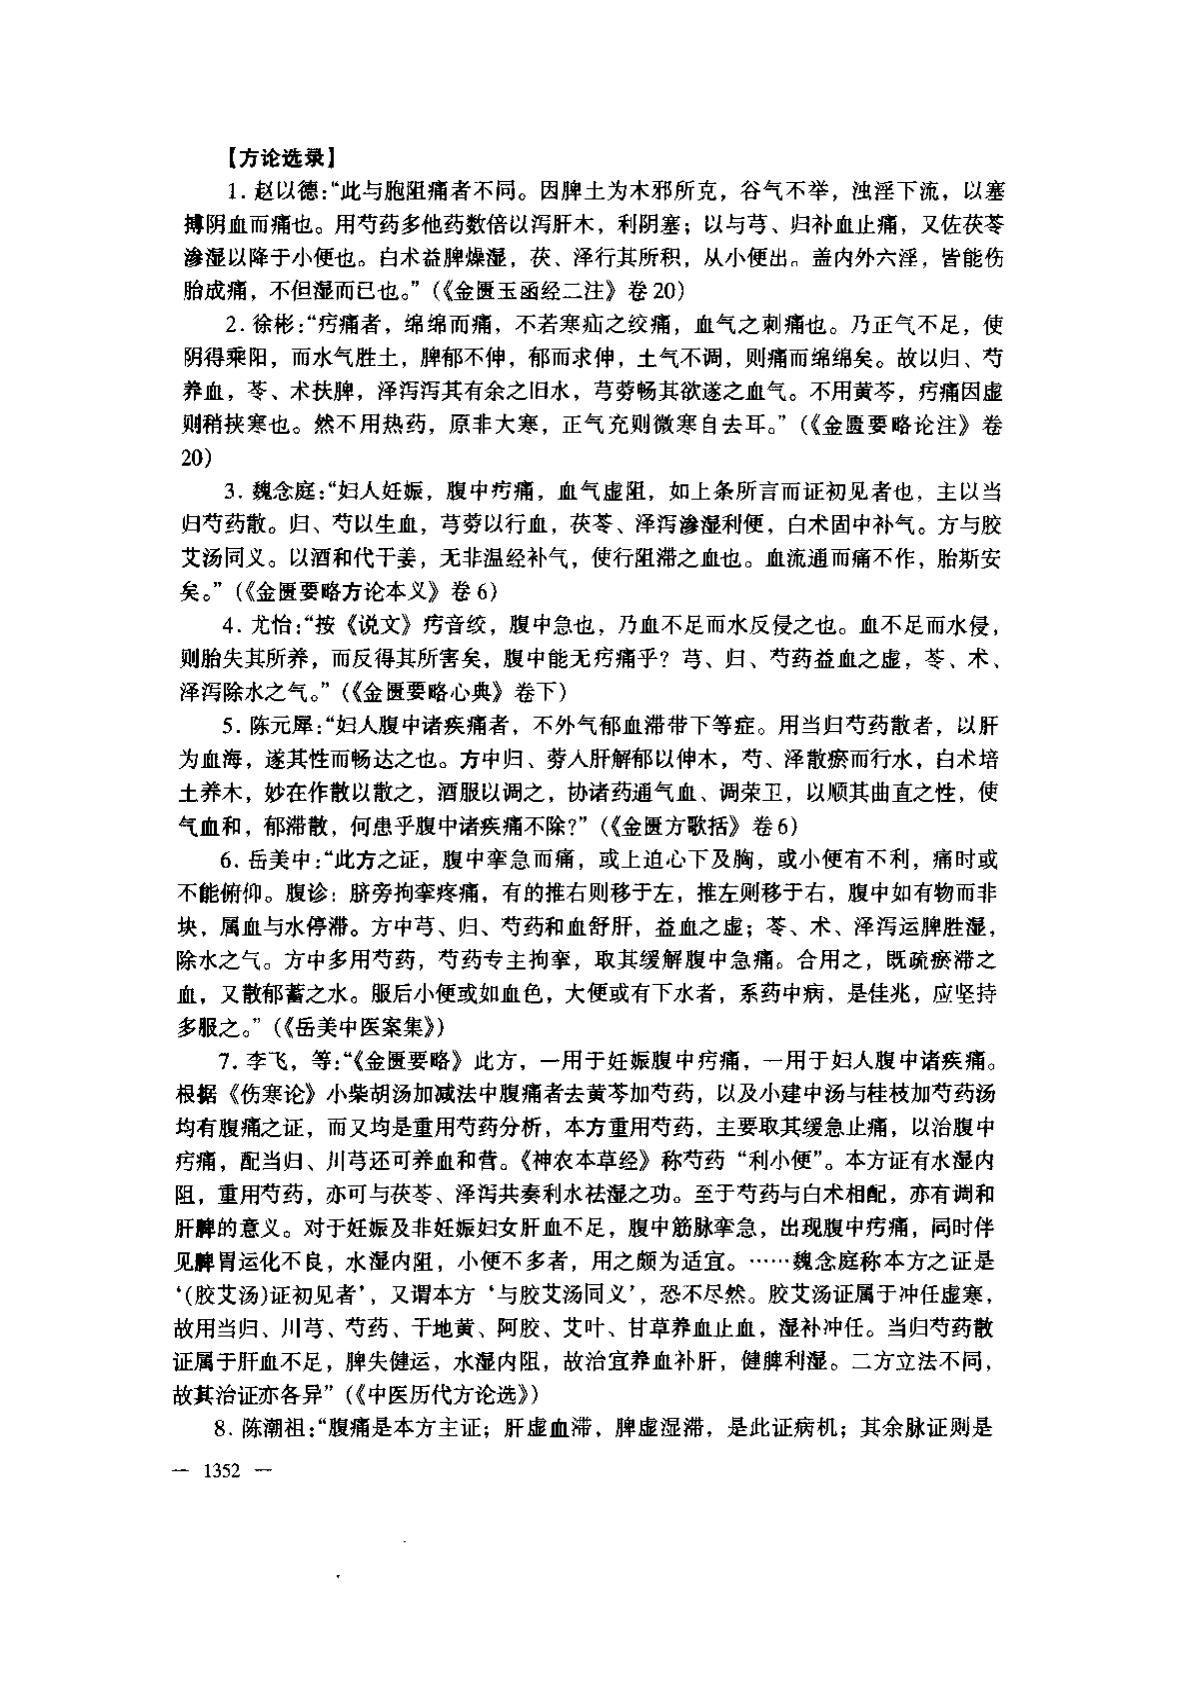 【方论选录】
1. 赵以德：“此与胞阻痛者不同。因脾土为木邪所克，谷气不举，浊淫下流，以塞
搏阴血而痛也。用芍药多他药数倍以泻肝木，利阴塞；以与芎、归补血止痛，又佐茯苓
渗湿以降于小便也。白术益脾燥湿，茯、泽行其所积，从小便出。盖内外六淫，皆能伤
胎成痛，不但湿而已也。”（《金匮玉函经二注》卷 20）
2. 徐彬：“㽲痛者，绵绵而痛，不若寒疝之绞痛，血气之刺痛也。乃正气不足，使
阴得乘阳，而水气胜土，脾郁不伸，郁而求伸，土气不调，则痛而绵绵矣。故以归、芍
养血，苓、术扶脾，泽泻泻其有余之旧水，芎䓖畅其欲遂之血气。不用黄芩，㽲痛因虚
则稍挟寒也。然不用热药，原非大寒，正气充则微寒自去耳。”（《金匮要略论注》卷
20）
3. 魏念庭：“妇人妊娠，腹中㽲痛，血气虚阻，如上条所言而证初见者也，主以当
归芍药散。归、芍以生血，芎䓖以行血，茯苓、泽泻渗湿利便，白术固中补气。方与胶
艾汤同义。以酒和代干姜，无非温经补气，使行阻滞之血也。血流通而痛不作，胎斯安
矣。”（《金匮要略方论本义》卷 6）
4. 尤怡：“按《说文》㽲音绞，腹中急也，乃血不足而水反侵之也。血不足而水侵，
则胎失其所养，而反得其所害矣，腹中能无㽲痛乎？芎、归、芍药益血之虚，苓、术、
泽泻除水之气。”（《金匮要略心典》卷下）
5. 陈元犀：“妇人腹中诸疾痛者，不外气郁血滞带下等症。用当归芍药散者，以肝
为血海，遂其性而畅达之也。方中归、䓖入肝解郁以伸木，芍、泽散瘀而行水，白术培
土养木，妙在作散以散之，酒服以调之，协诸药通气血、调荣卫，以顺其曲直之性，使
气血和，郁滞散，何患乎腹中诸疾痛不除？”（《金匮方歌括》卷 6）
6. 岳美中：“此方之证，腹中挛急而痛，或上迫心下及胸，或小便有不利，痛时或
不能俯仰。腹诊：脐旁拘挛疼痛，有的推右则移于左，推左则移于右，腹中如有物而非
块，属血与水停滞。方中芎、归、芍药和血舒肝，益血之虚；苓、术、泽泻运脾胜湿，
除水之气。方中多用芍药，芍药专主拘挛，取其缓解腹中急痛。合用之，既疏瘀滞之
血，又散郁蓄之水。服后小便或如血色，大便或有下水者，系药中病，是佳兆，应坚持
多服之。”（《岳美中医案集》）
7. 李飞，等：“《金匮要略》此方，一用于妊娠腹中㽲痛，一用于妇人腹中诸疾痛。
根据《伤寒论》小柴胡汤加减法中腹痛者去黄芩加芍药，以及小建中汤与桂枝加芍药汤
均有腹痛之证，而又均是重用芍药分析，本方重用芍药，主要取其缓急止痛，以治腹中
㽲痛，配当归、川芎还可养血和营。《神农本草经》称芍药“利小便”。本方证有水湿内
阻，重用芍药，亦可与茯苓、泽泻共奏利水祛湿之功。至于芍药与白术相配，亦有调和
肝脾的意义。对于妊娠及非妊娠妇女肝血不足，腹中筋脉挛急，出现腹中㽲痛，同时伴
见脾胃运化不良，水湿内阻，小便不多者，用之颇为适宜。……魏念庭称本方之证是
‘(胶艾汤)证初见者’，又谓本方‘与胶艾汤同义’，恐不尽然。胶艾汤证属于冲任虚寒，
故用当归、川芎、芍药、干地黄、阿胶、艾叶、甘草养血止血，湿补冲任。当归芍药散
证属于肝血不足，脾失健运，水湿内阻，故治宜养血补肝，健脾利湿。二方立法不同，
故其治证亦各异”（《中医历代方论选》）
8. 陈潮祖：“腹痛是本方主证；肝虚血滞，脾虚湿滞，是此证病机；其余脉证则是
— 1352 —